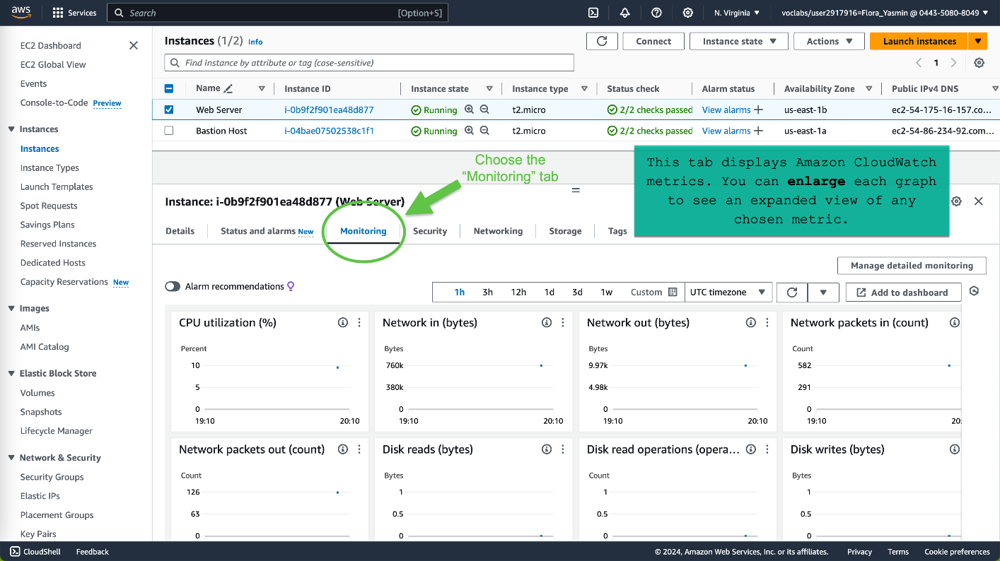 aws Services Search [Option+S] N. Virginia voclabs/user2917916=Flora_Yasmin @ 0443-5080-8049
EC2 Dashboard
EC2 Global View
Events
Console-to-Code Preview
Instances
Instances
Instance Types
Launch Templates
Spot Requests
Savings Plans
Reserved Instances
Dedicated Hosts
Capacity Reservations New
Images
AMIs
AMI Catalog
Elastic Block Store
Volumes
Snapshots
Lifecycle Manager
Network & Security
Security Groups
Elastic IPs
Placement Groups
Key Pairs
Instances (1/2) Info Connect Instance state Actions Launch instances
Find Instance by attribute or tag (case-sensitive) 1
Name Instance ID Instance state Instance type Status check Alarm status Availability Zone Public IPv4 DNS
Web Server i-0b9f2f901ea48d877 Running t2.micro 2/2 checks passed View alarms us-east-1b ec2-54-175-16-157.co...
Bastion Host i-04bae07502538c1f1 Running t2.micro 2/2 checks passed View alarms us-east-1a ec2-54-86-234-92.com...
Choose the
“Monitoring” tab
This tab displays Amazon CloudWatch
metrics. You can enlarge each graph
to see an expanded view of any
chosen metric.
Instance: i-0b9f2f901ea48d877 (Web Server)
Details Status and alarms New Monitoring Security Networking Storage Tags
Manage detailed monitoring
Alarm recommendations 1h 3h 12h 1d 3d 1w Custom UTC timezone Add to dashboard
CPU utilization (%)
Percent
10
5
0
19:10 20:10
Network in (bytes)
Bytes
760k
380k
0
19:10 20:10
Network out (bytes)
Bytes
9.97k
4.98k
0
19:10 20:10
Network packets in (count)
Count
582
291
0
19:10 20:
Network packets out (count)
Count
126
63
0
Disk reads (bytes)
Bytes
1
0.5
0
Disk read operations (opera...
Count
1
0.5
0
Disk writes (bytes)
Bytes
1
0.5
0
CloudShell Feedback © 2024, Amazon Web Services, Inc. or its affiliates. Privacy Terms Cookie preferences